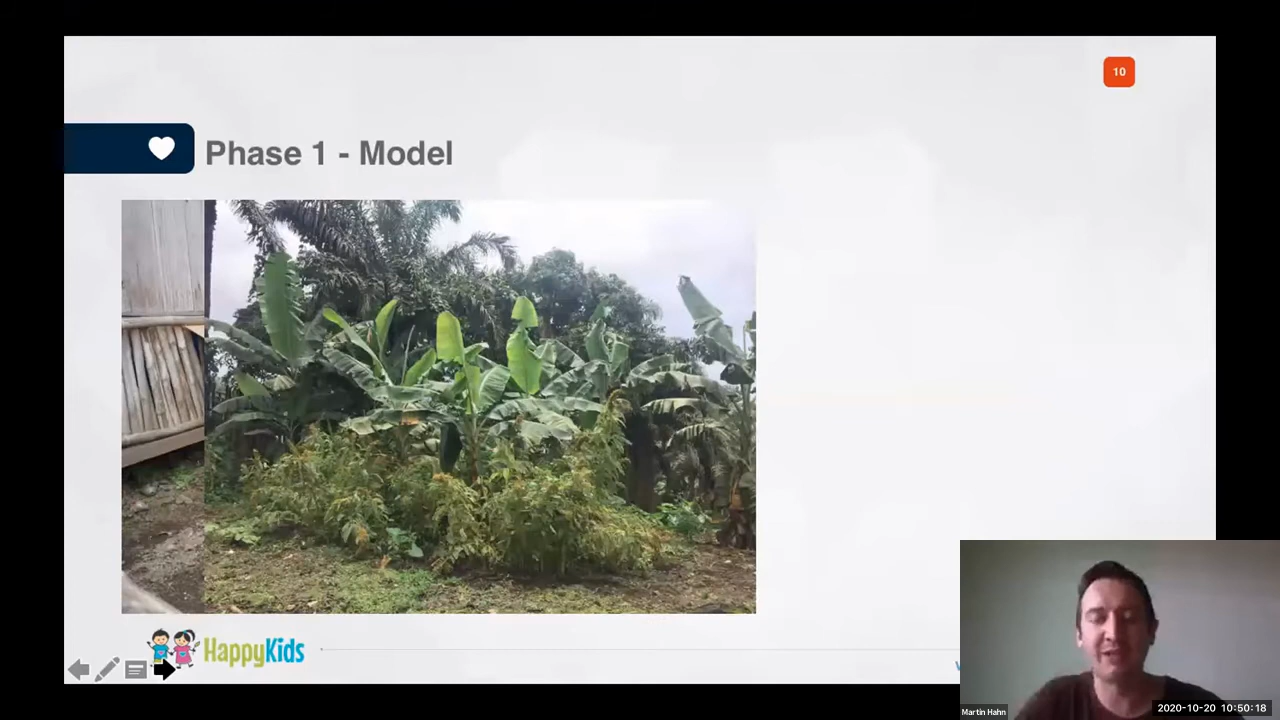 10
Phase 1 - Model
HappyKids
Martin Hahn
2020-10-20 10:50:18